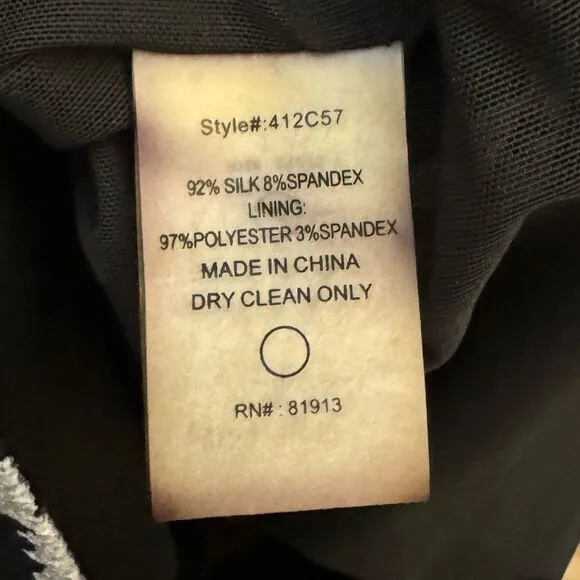 Style#:412C57
92% SILK 8%SPANDEX
LINING:
97%POLYESTER 3%SPANDEX
MADE IN CHINA
DRY CLEAN ONLY
RN# : 81913